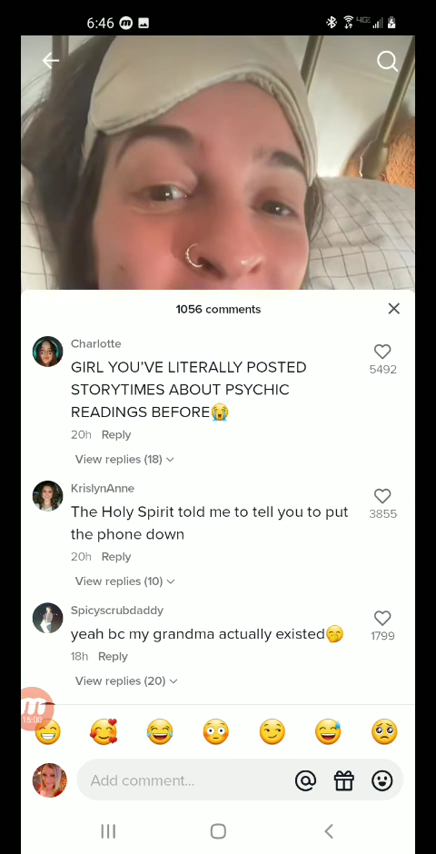 6:46
1056 comments
Charlotte
GIRL YOU'VE LITERALLY POSTED
STORYTIMES ABOUT PSYCHIC
READINGS BEFORE😭
5492
20h Reply
View replies (18)
KrislynAnne
The Holy Spirit told me to tell you to put
the phone down
3855
20h Reply
View replies (10)
Spicyscrubdaddy
yeah bc my grandma actually existed🤭
1799
18h Reply
View replies (20)
18:00
Add comment...